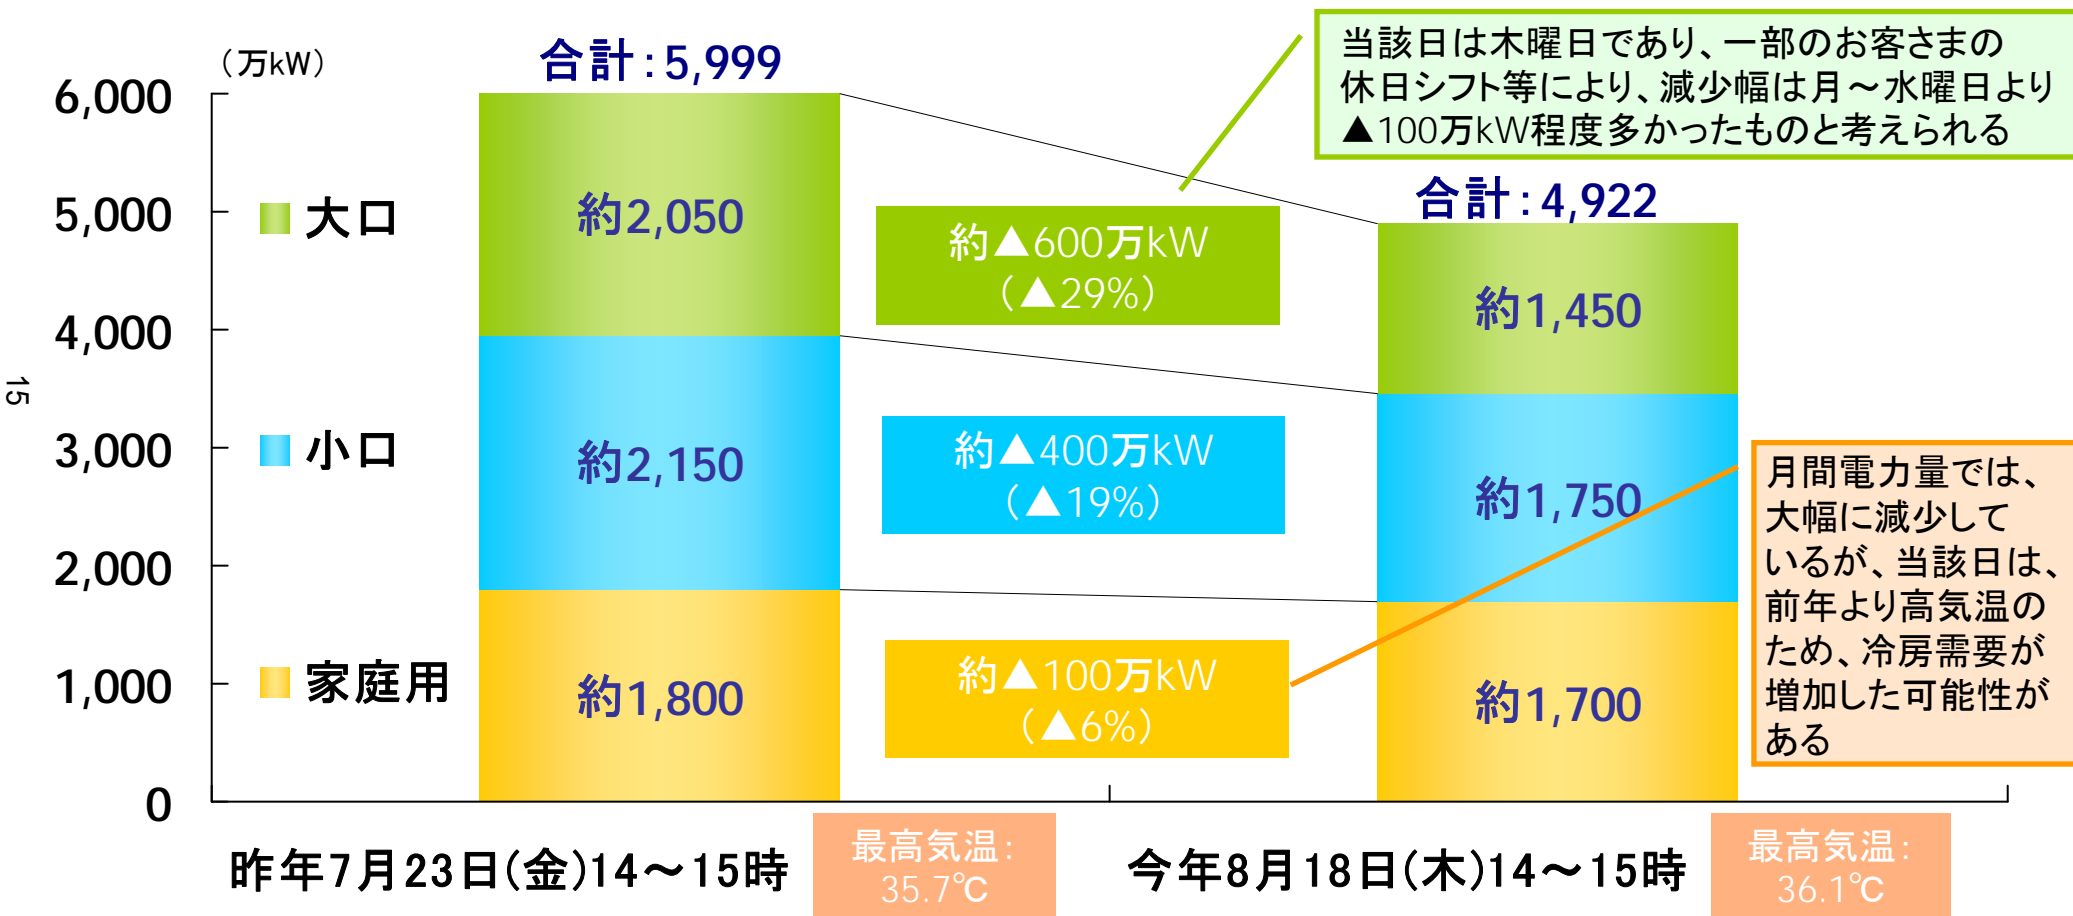 （万kW）
合計：5,999
当該日は木曜日であり、一部のお客さまの
休日シフト等により、減少幅は月～水曜日より
▲100万kW程度多かったものと考えられる
合計：4,922
6,000
5,000
4,000
3,000
2,000
1,000
0
大口
小口
家庭用
約2,050
約2,150
約1,800
約▲600万kW
（▲29%）
約▲400万kW
（▲19%）
約▲100万kW
（▲6%）
約1,450
約1,750
約1,700
月間電力量では、
大幅に減少して
いるが、当該日は、
前年より高気温の
ため、冷房需要が
増加した可能性が
ある
昨年7月23日(金)14～15時
最高気温：
35.7℃
今年8月18日(木)14～15時
最高気温：
36.1℃
15